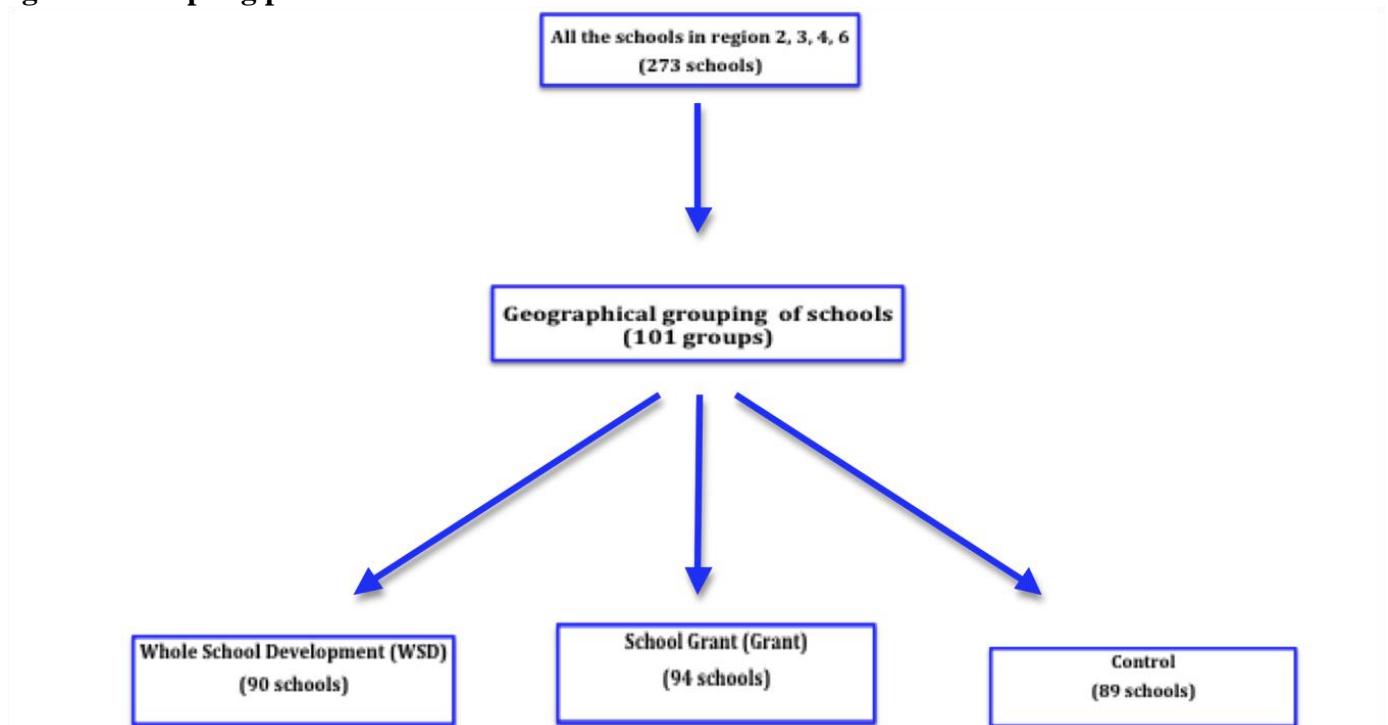 All the schools in region 2, 3, 4, 6
(273 schools)
Geographical grouping of schools
(101 groups)
Whole School Development (WSD)
(90 schools)
School Grant (Grant)
(94 schools)
Control
(89 schools)